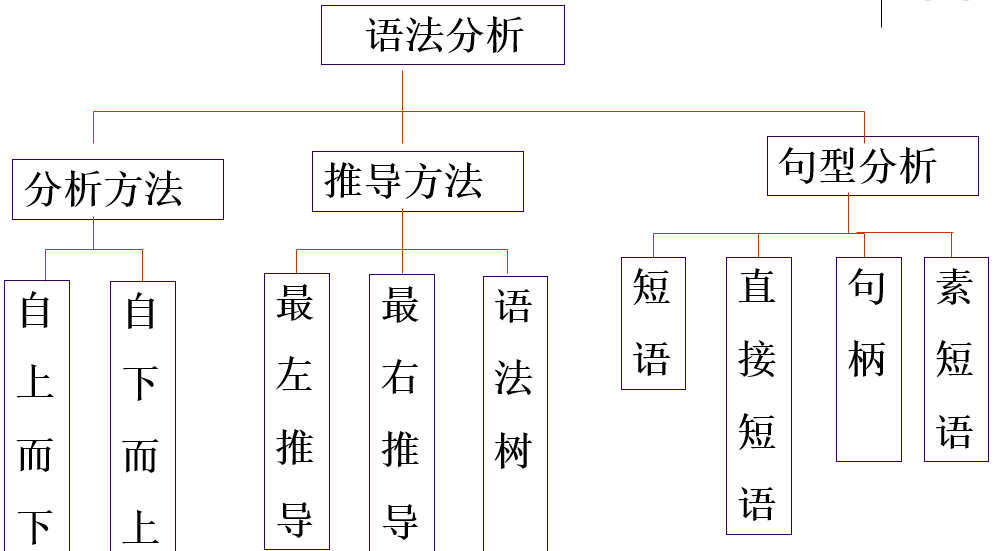 语法分析
分析方法
推导方法
句型分析
自上而下
自下而上
最左推导
最右推导
语法树
短语
直接短语
句柄
素短语